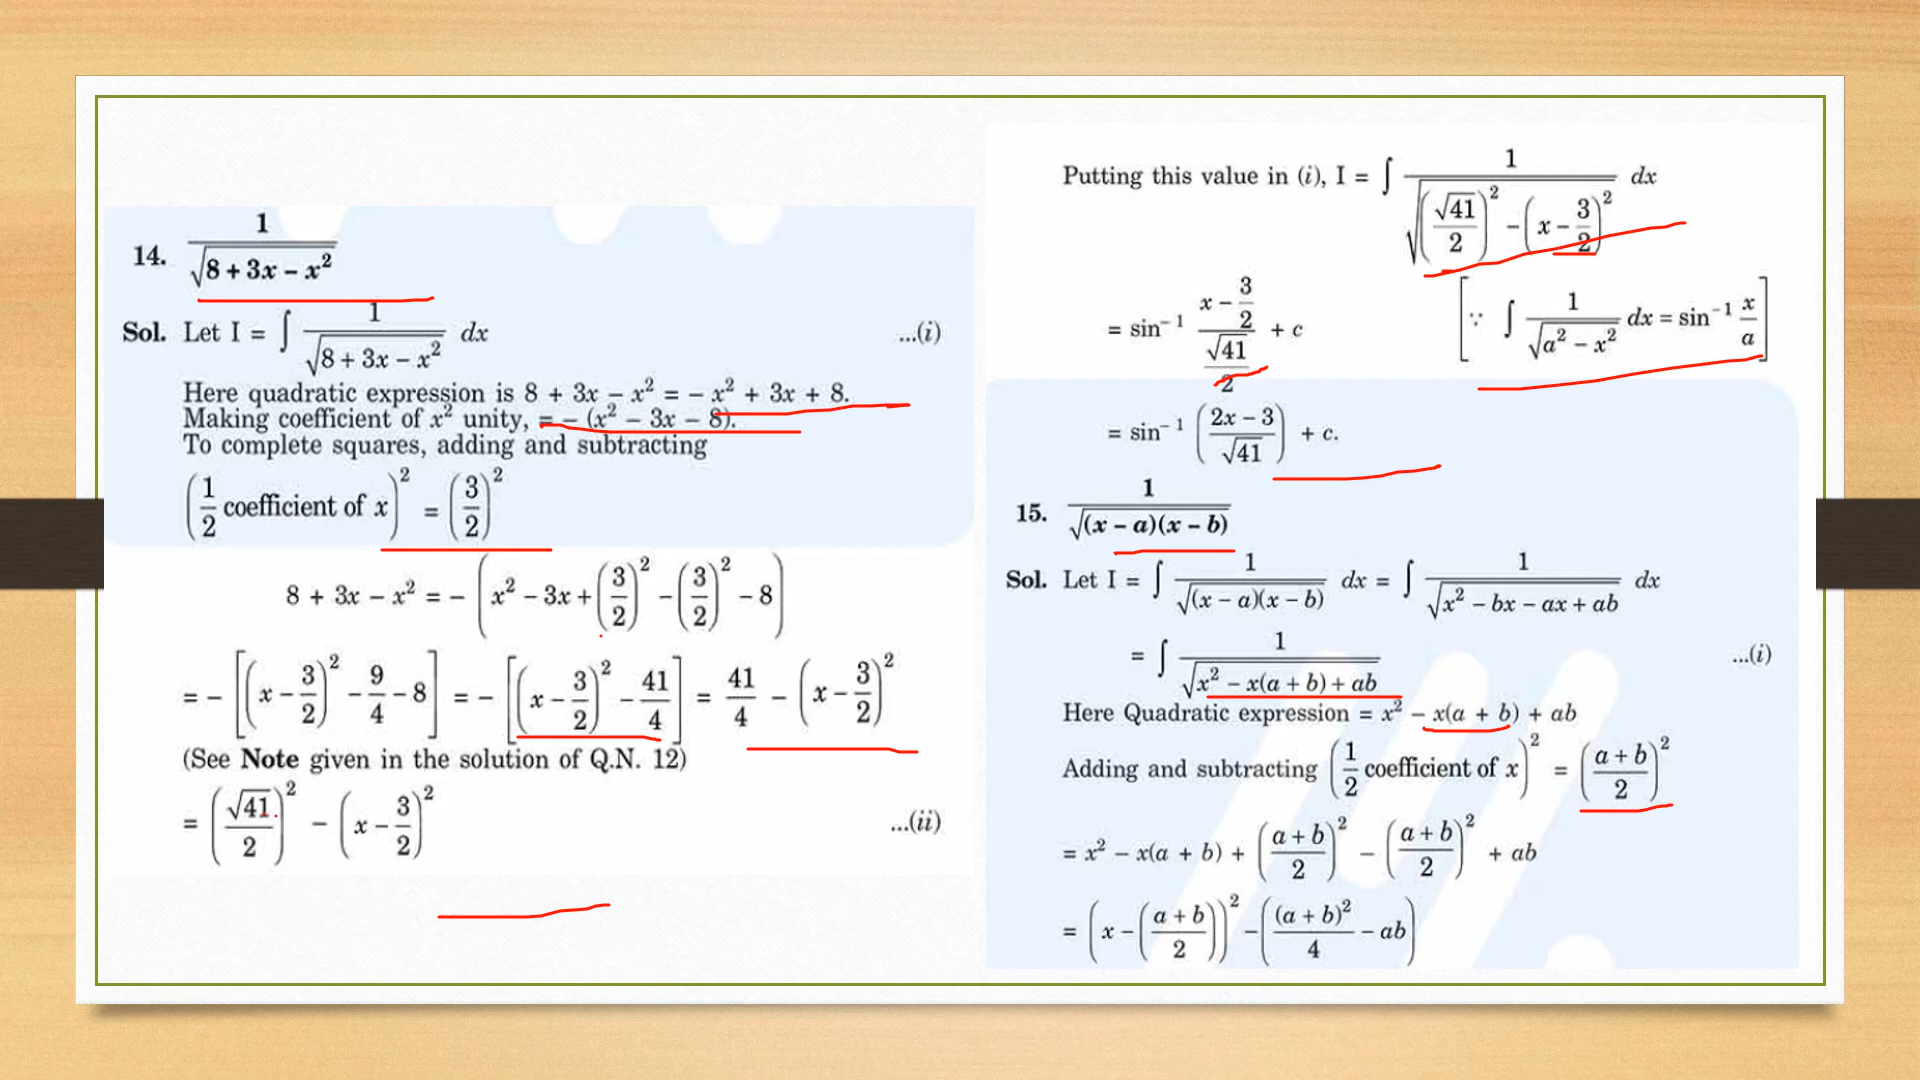 14. 1/√(8 + 3x – x²)
Sol. Let I = ∫ 1/√(8 + 3x – x²) dx ...(i)
Here quadratic expression is 8 + 3x – x² = – x² + 3x + 8.
Making coefficient of x² unity, = – (x² – 3x – 8).
To complete squares, adding and subtracting
(1/2 coefficient of x)² = (3/2)²
8 + 3x – x² = – (x² – 3x + (3/2)² – (3/2)² – 8)
= – [(x – 3/2)² – 9/4 – 8] = – [(x – 3/2)² – 41/4] = 41/4 – (x – 3/2)²
(See Note given in the solution of Q.N. 12)
= (√41/2)² – (x – 3/2)² ...(ii)
Putting this value in (i), I = ∫ 1/√((√41/2)² – (x – 3/2)²) dx
= sin⁻¹ (x – 3/2)/(√41/2) + c [∵ ∫ 1/√(a² – x²) dx = sin⁻¹ x/a]
= sin⁻¹ ((2x – 3)/√41) + c.
15. 1/√((x – a)(x – b))
Sol. Let I = ∫ 1/√((x – a)(x – b)) dx = ∫ 1/√(x² – bx – ax + ab) dx
= ∫ 1/√(x² – x(a + b) + ab) ...(i)
Here Quadratic expression = x² – x(a + b) + ab
Adding and subtracting (1/2 coefficient of x)² = ((a + b)/2)²
= x² – x(a + b) + ((a + b)/2)² – ((a + b)/2)² + ab
= (x – ((a + b)/2))² – ((a + b)²/4 – ab)